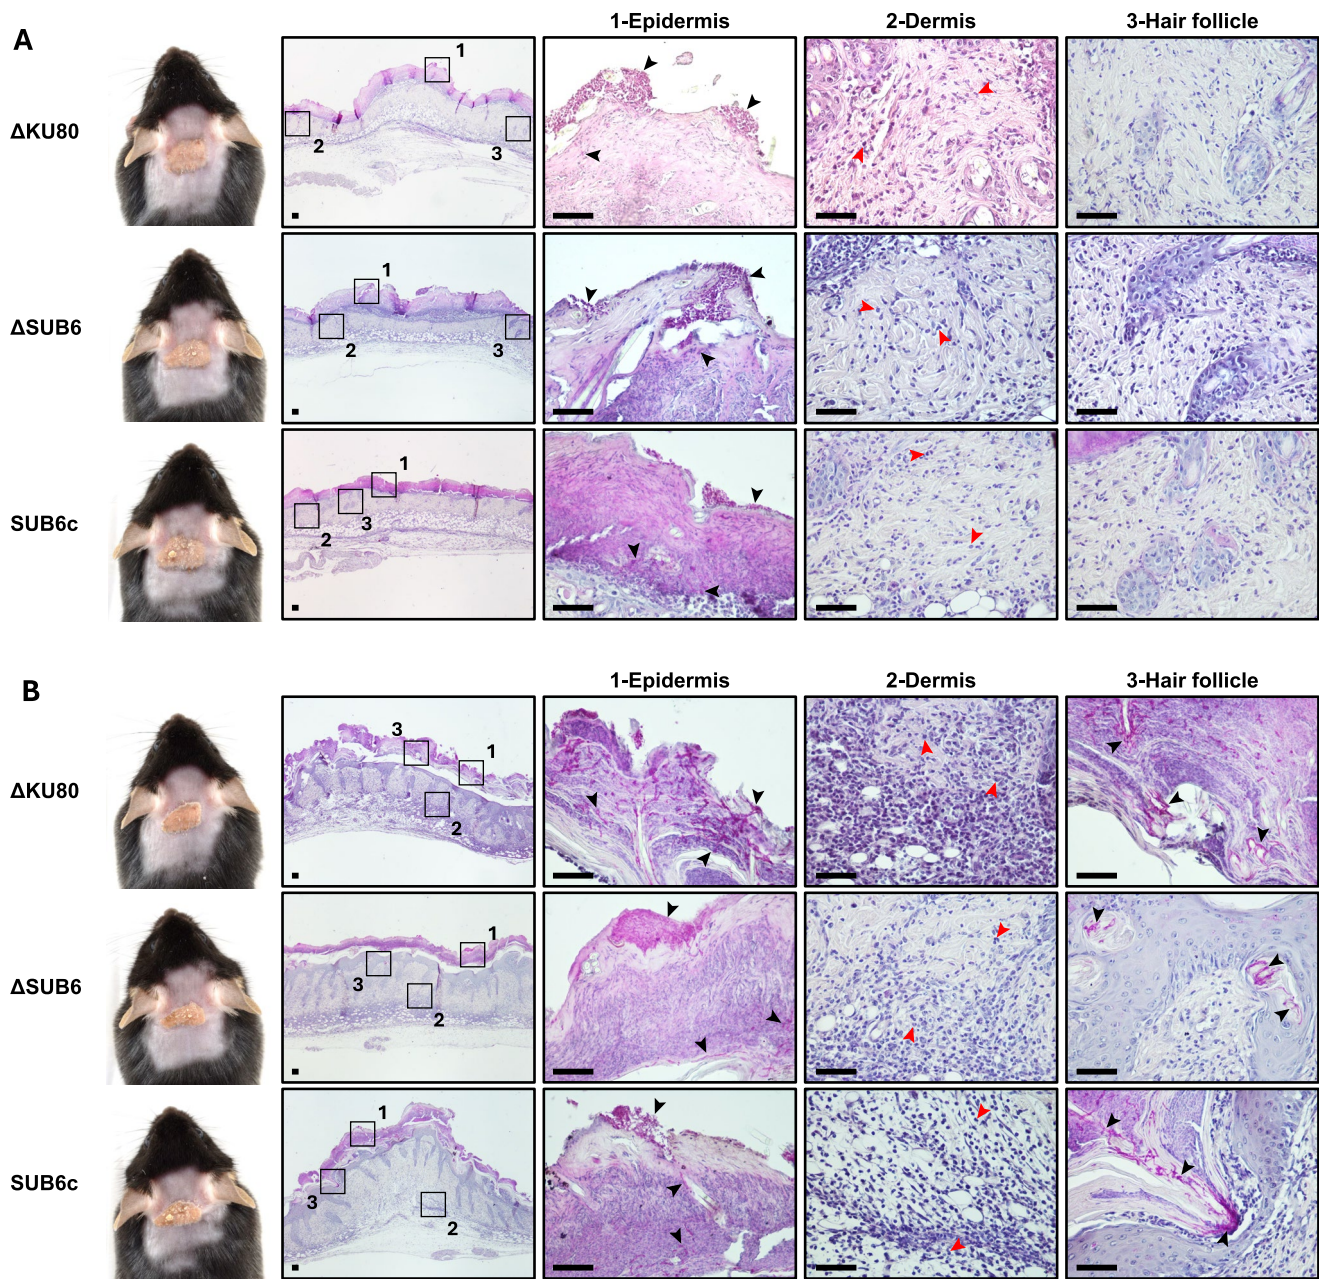 A
1-Epidermis 2-Dermis 3-Hair follicle
ΔKU80
1
2
3
ΔSUB6
1
2
3
SUB6c
1
3
2
B
1-Epidermis 2-Dermis 3-Hair follicle
ΔKU80
3
1
2
ΔSUB6
1
3
2
SUB6c
1
3
2